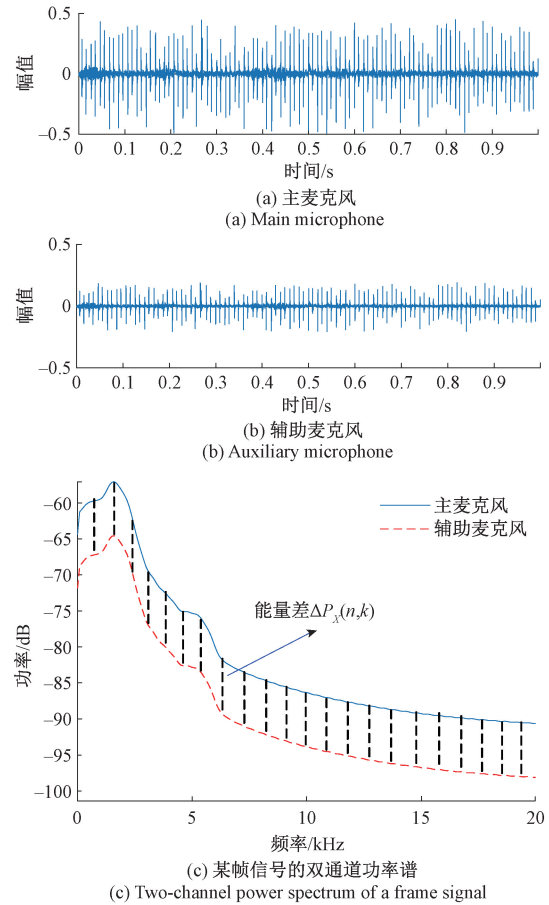 0.5
幅值
0
−0.5
0 0.1 0.2 0.3 0.4 0.5 0.6 0.7 0.8 0.9
时间/s
(a) 主麦克风
(a) Main microphone
0.5
幅值
0
−0.5
0 0.1 0.2 0.3 0.4 0.5 0.6 0.7 0.8 0.9
时间/s
(b) 辅助麦克风
(b) Auxiliary microphone
−60
−65
−70
−75
−80
−85
−90
−95
−100
功率/dB
主麦克风
辅助麦克风
能量差ΔP_X(n,k)
0 5 10 15 20
频率/kHz
(c) 某帧信号的双通道功率谱
(c) Two-channel power spectrum of a frame signal